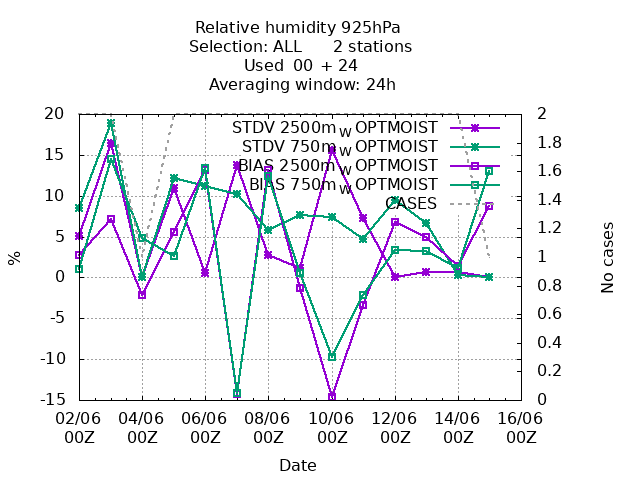 Relative humidity 925hPa
Selection: ALL 2 stations
Used 00 + 24
Averaging window: 24h
20 2
STDV 2500m W OPTMOIST
STDV 750m W OPTMOIST
BIAS 2500m W OPTMOIST
BIAS 750m W OPTMOIST
CASES
15 1.8
10 1.6
5 1.4
0 1.2
-5 1
-10 0.8
-15 0.6
0.4
0.2
0
%
No cases
02/06 04/06 06/06 08/06 10/06 12/06 14/06 16/06
00Z 00Z 00Z 00Z 00Z 00Z 00Z 00Z
Date